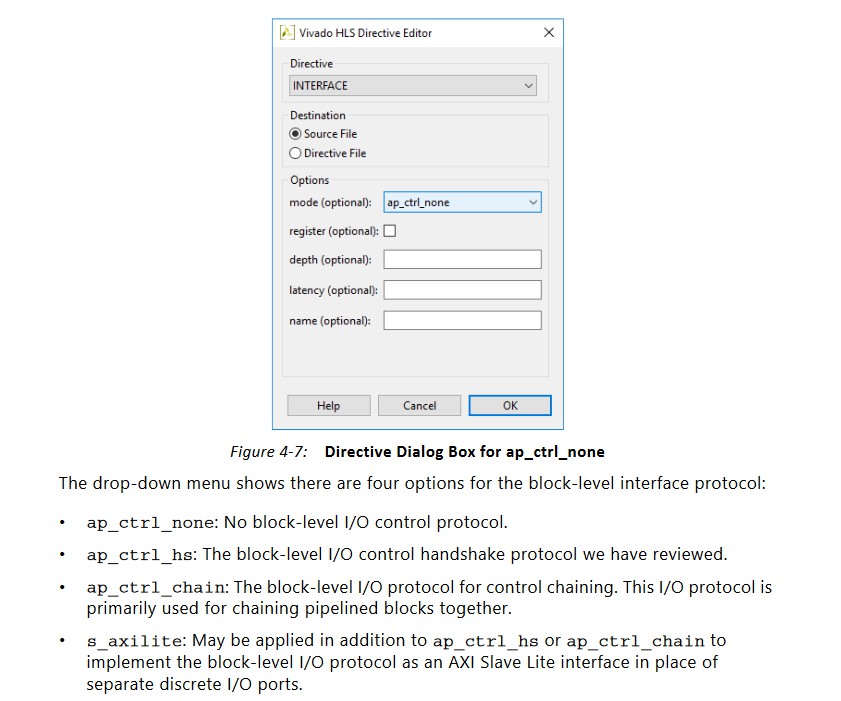 Vivado HLS Directive Editor
Directive
INTERFACE
Destination
Source File
Directive File
Options
mode (optional): ap_ctrl_none
register (optional):
depth (optional):
latency (optional):
name (optional):
Help Cancel OK
Figure 4-7: Directive Dialog Box for ap_ctrl_none
The drop-down menu shows there are four options for the block-level interface protocol:
• ap_ctrl_none: No block-level I/O control protocol.
• ap_ctrl_hs: The block-level I/O control handshake protocol we have reviewed.
• ap_ctrl_chain: The block-level I/O protocol for control chaining. This I/O protocol is
primarily used for chaining pipelined blocks together.
• s_axilite: May be applied in addition to ap_ctrl_hs or ap_ctrl_chain to
implement the block-level I/O protocol as an AXI Slave Lite interface in place of
separate discrete I/O ports.